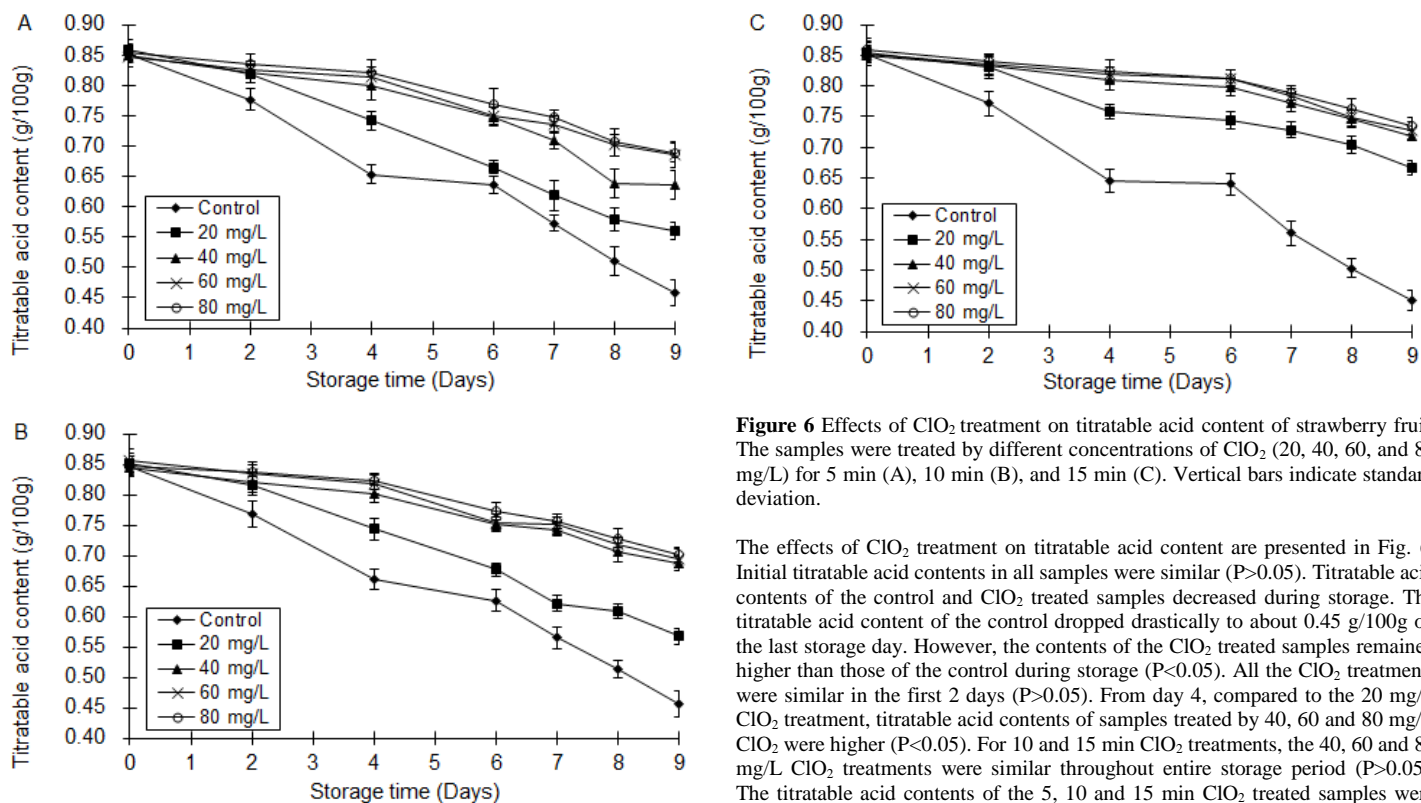 A
Titratable acid content (g/100g)
0.90
0.85
0.80
0.75
0.70
0.65
0.60
0.55
0.50
0.45
0.40
Control
20 mg/L
40 mg/L
60 mg/L
80 mg/L
0 1 2 3 4 5 6 7 8 9
Storage time (Days)
B
Titratable acid content (g/100g)
0.90
0.85
0.80
0.75
0.70
0.65
0.60
0.55
0.50
0.45
0.40
Control
20 mg/L
40 mg/L
60 mg/L
80 mg/L
0 1 2 3 4 5 6 7 8 9
Storage time (Days)
C
Titratable acid content (g/100g)
0.90
0.85
0.80
0.75
0.70
0.65
0.60
0.55
0.50
0.45
0.40
Control
20 mg/L
40 mg/L
60 mg/L
80 mg/L
0 1 2 3 4 5 6 7 8 9
Storage time (Days)
Figure 6 Effects of ClO₂ treatment on titratable acid content of strawberry frui
The samples were treated by different concentrations of ClO₂ (20, 40, 60, and 8
mg/L) for 5 min (A), 10 min (B), and 15 min (C). Vertical bars indicate standar
deviation.
The effects of ClO₂ treatment on titratable acid content are presented in Fig.
Initial titratable acid contents in all samples were similar (P>0.05). Titratable aci
contents of the control and ClO₂ treated samples decreased during storage. Th
titratable acid content of the control dropped drastically to about 0.45 g/100g o
the last storage day. However, the contents of the ClO₂ treated samples remaine
higher than those of the control during storage (P<0.05). All the ClO₂ treatment
were similar in the first 2 days (P>0.05). From day 4, compared to the 20 mg/
ClO₂ treatment, titratable acid contents of samples treated by 40, 60 and 80 mg/
ClO₂ were higher (P<0.05). For 10 and 15 min ClO₂ treatments, the 40, 60 and 8
mg/L ClO₂ treatments were similar throughout entire storage period (P>0.05
The titratable acid contents of the 5, 10 and 15 min ClO₂ treated samples wer